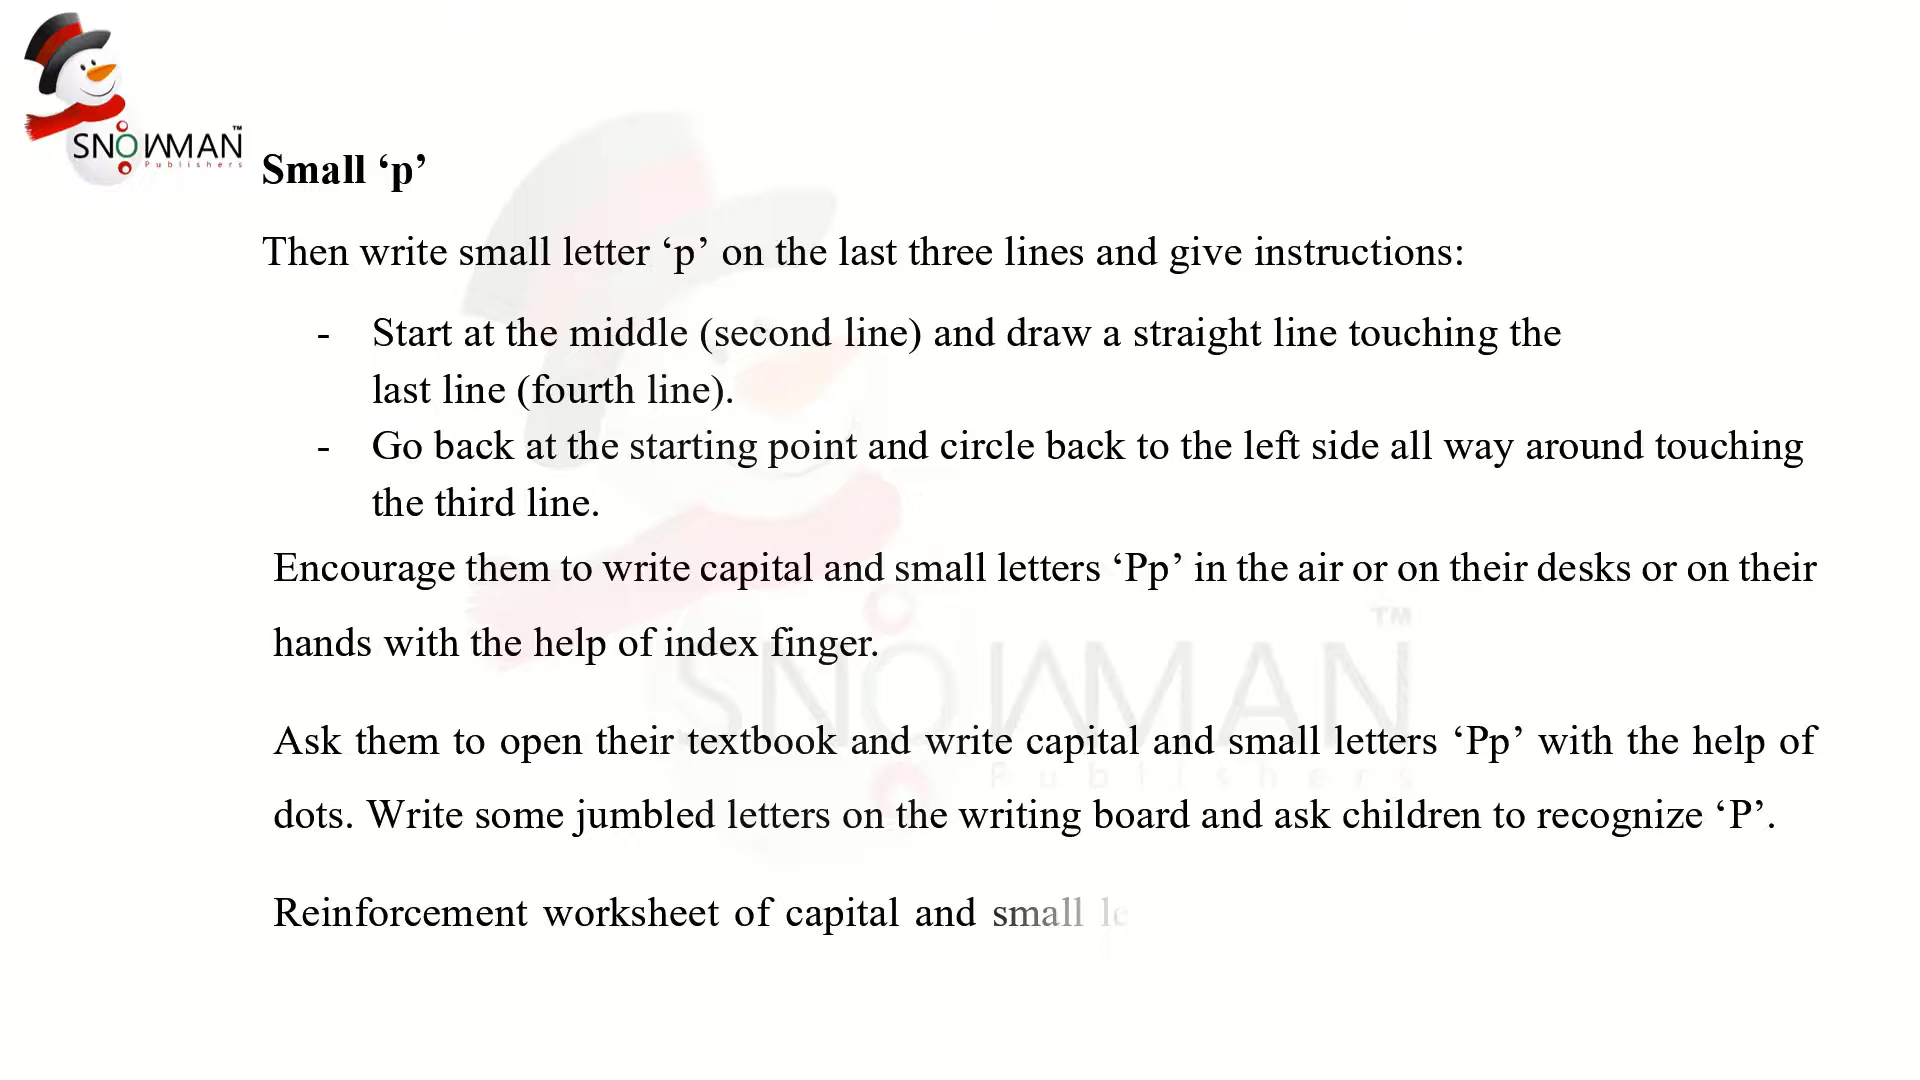 SNOWMAN™
Publishers
Small ‘p’
Then write small letter ‘p’ on the last three lines and give instructions:
- Start at the middle (second line) and draw a straight line touching the
last line (fourth line).
- Go back at the starting point and circle back to the left side all way around touching
the third line.
Encourage them to write capital and small letters ‘Pp’ in the air or on their desks or on their
hands with the help of index finger.
SNOWMAN™
Ask them to open their textbook and write capital and small letters ‘Pp’ with the help of
Publishers
dots. Write some jumbled letters on the writing board and ask children to recognize ‘P’.
Reinforcement worksheet of capital and small